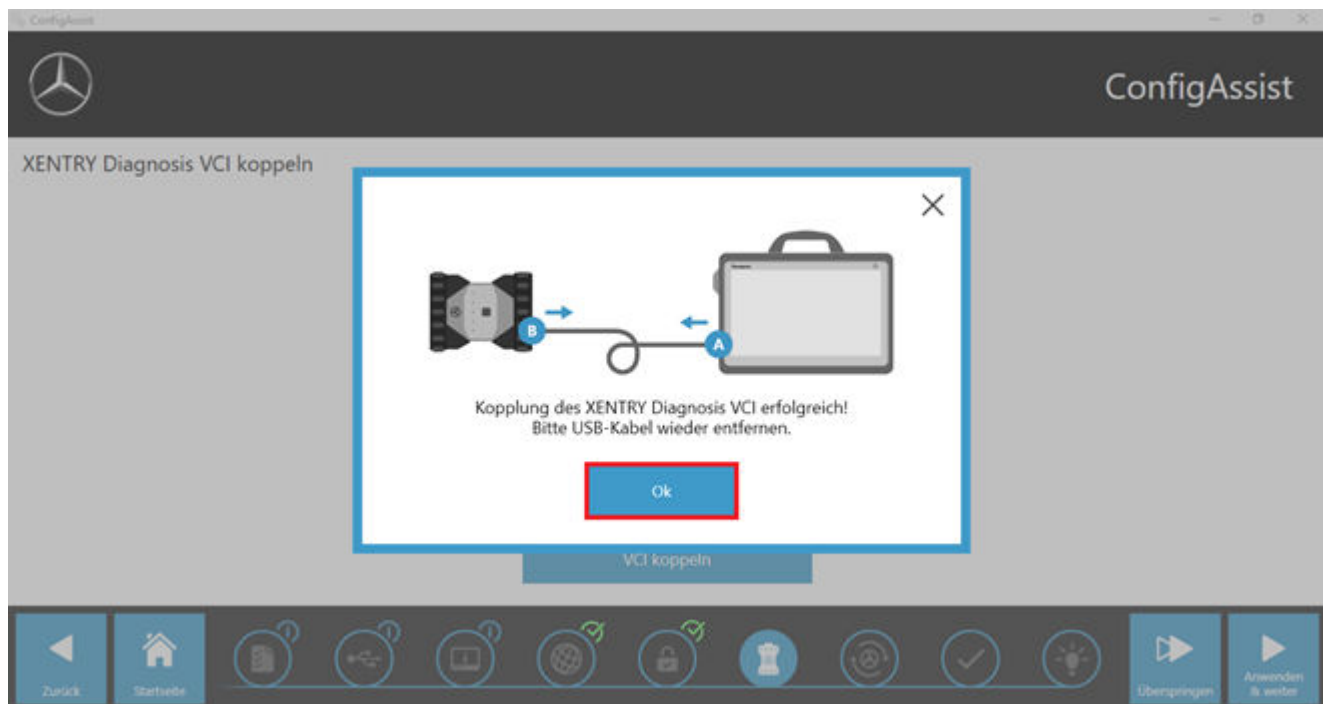 ConfigAssist
ConfigAssist
XENTRY Diagnosis VCI koppeln
B
A
Kopplung des XENTRY Diagnosis VCI erfolgreich!
Bitte USB-Kabel wieder entfernen.
Ok
VCI koppeln
Zurück
Startseite
Überspringen
Anwenden
& weiter